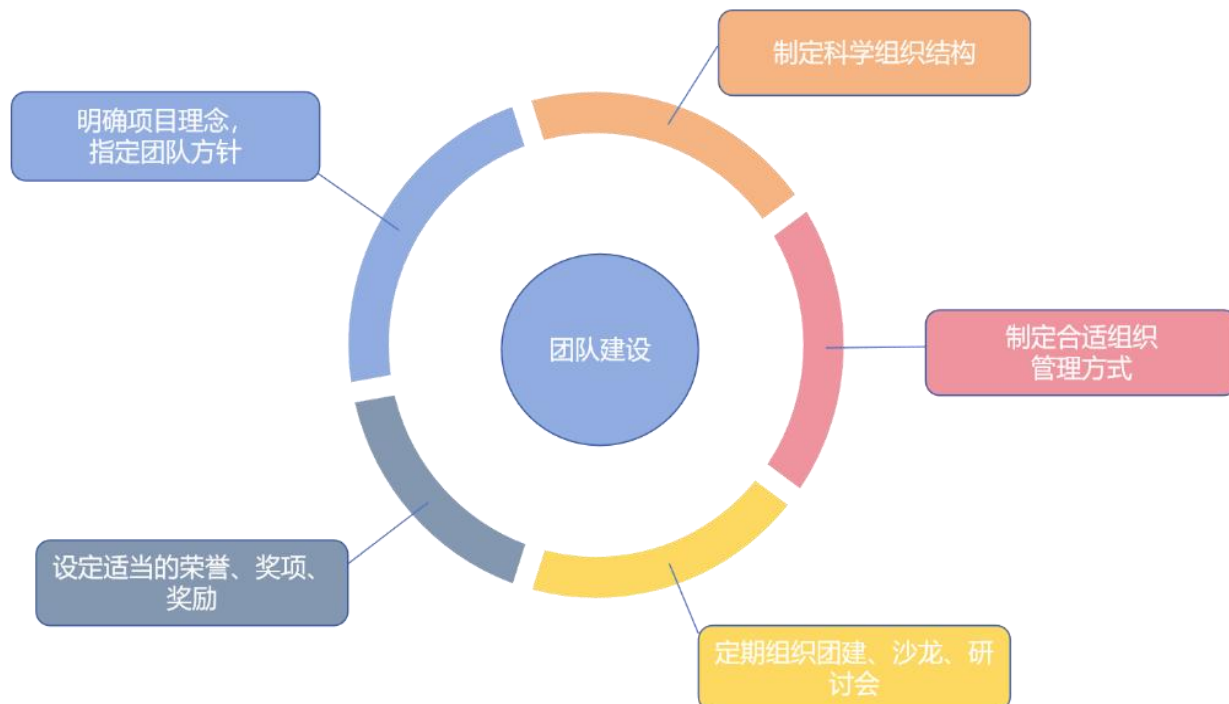 制定科学组织结构
明确项目理念，
指定团队方针
制定合适组织
管理方式
团队建设
设定适当的荣誉、奖项、
奖励
定期组织团建、沙龙、研
讨会